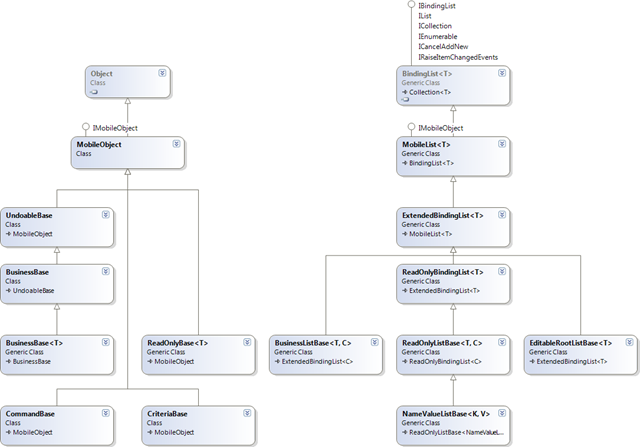 IBindingList
IList
ICollection
IEnumerable
ICancelAddNew
IRaiseItemChangedEvents
Object
Class
BindingList<T>
Generic Class
Collection<T>
IMobileObject
IMobileObject
MobileObject
Class
MobileList<T>
Generic Class
BindingList<T>
UndoableBase
Class
MobileObject
ExtendedBindingList<T>
Generic Class
MobileList<T>
BusinessBase
Class
UndoableBase
ReadOnlyBindingList<T>
Generic Class
ExtendedBindingList<T>
BusinessBase<T>
Generic Class
BusinessBase
ReadOnlyBase<T>
Generic Class
MobileObject
BusinessListBase<T, C>
Generic Class
ExtendedBindingList<C>
ReadOnlyListBase<T, C>
Generic Class
ReadOnlyBindingList<C>
EditableRootListBase<T>
Generic Class
ExtendedBindingList<T>
CommandBase
Class
MobileObject
CriteriaBase
Class
MobileObject
NameValueListBase<K, V>
Generic Class
ReadOnlyListBase<NameValueL...